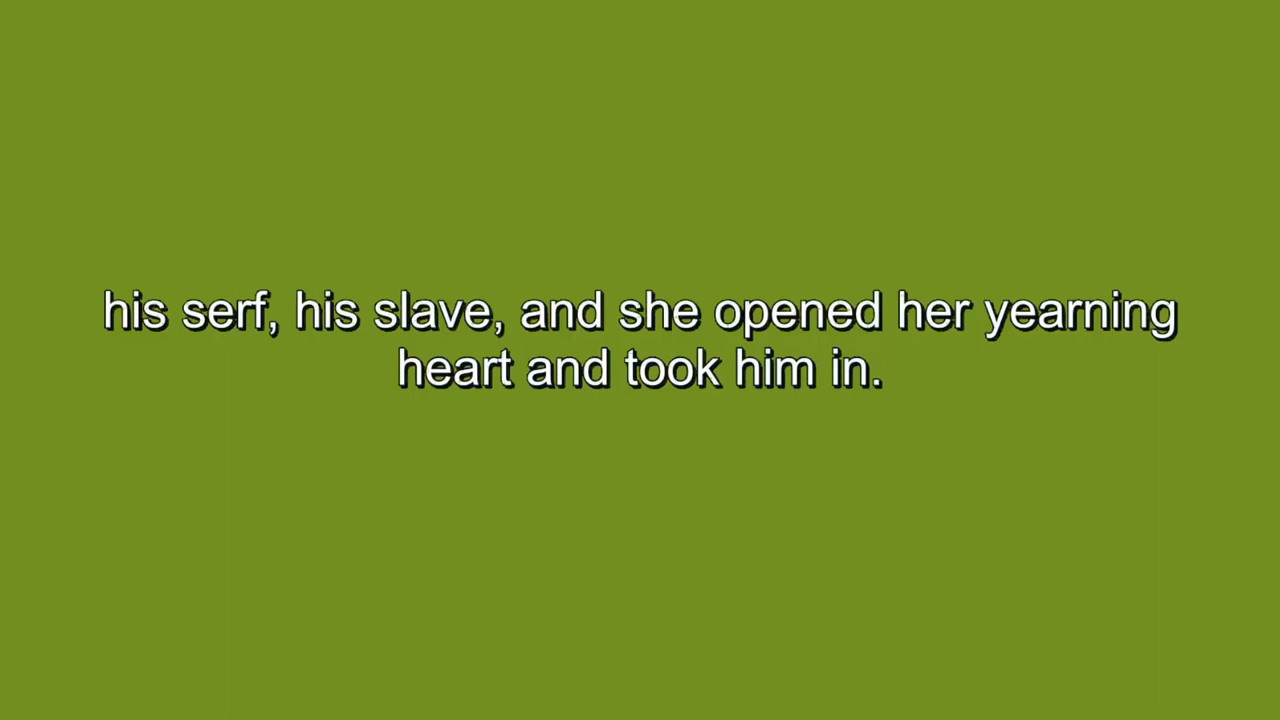 his serf, his slave, and she opened her yearning
heart and took him in.